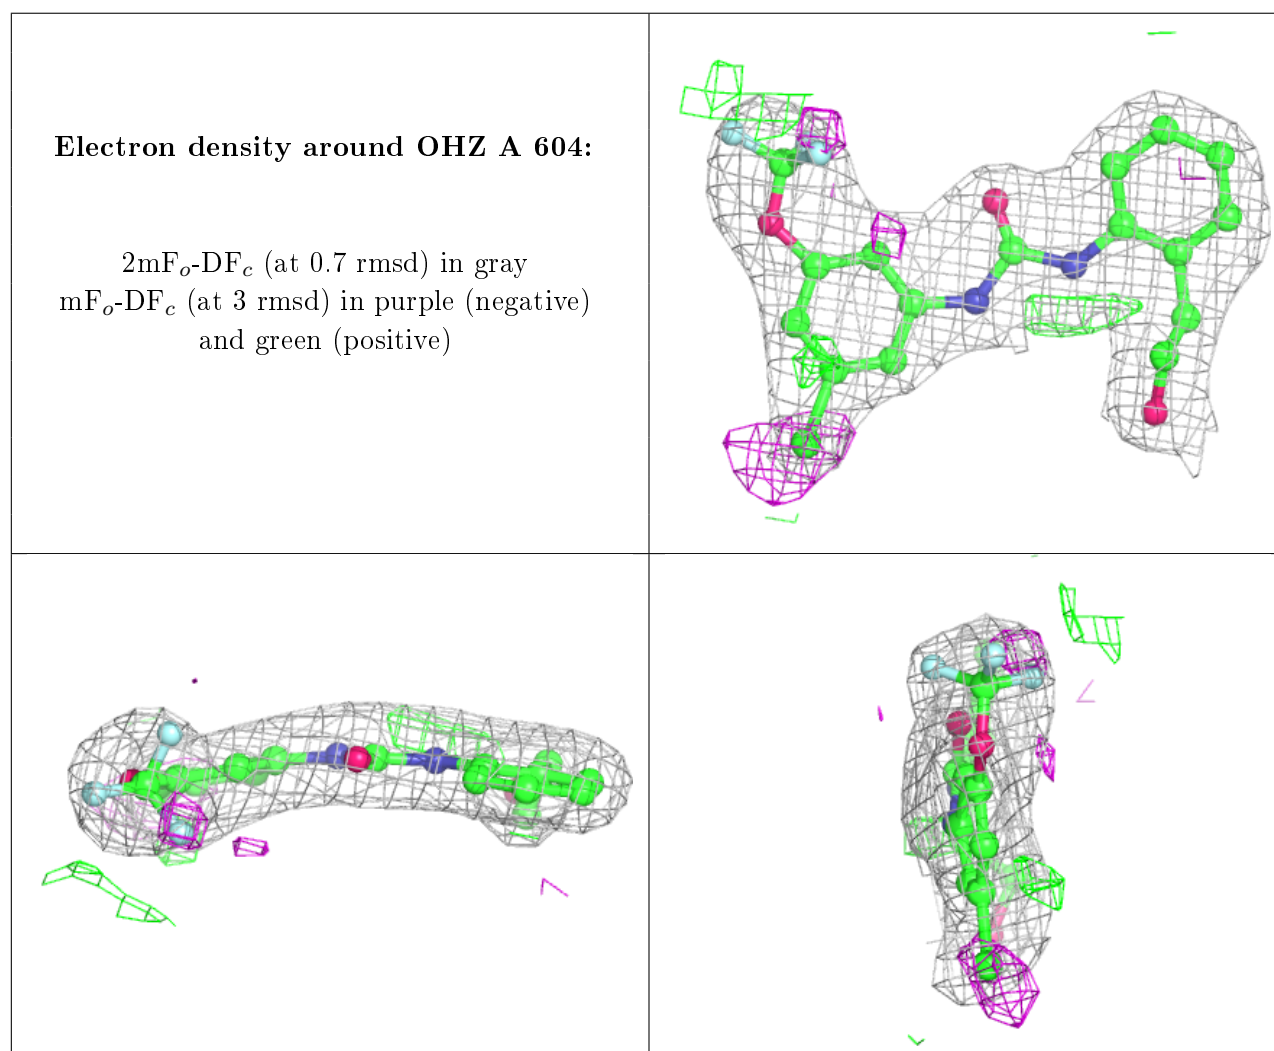 Electron density around OHZ A 604:
2mFo-DFc (at 0.7 rmsd) in gray
mFo-DFc (at 3 rmsd) in purple (negative)
and green (positive)